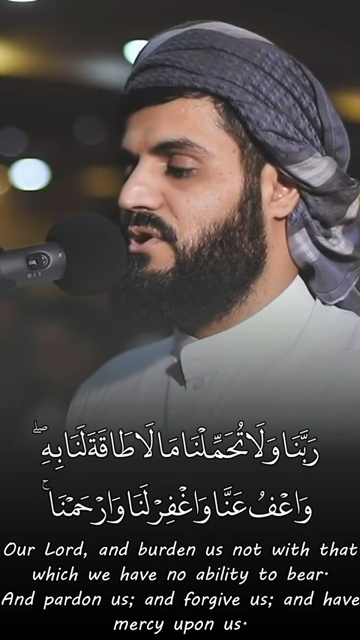 رَبَّنَا وَلَا تُحَمِّلْنَا مَا لَا طَاقَةَ لَنَا بِهِۦۖ
وَٱعْفُ عَنَّا وَٱغْفِرْ لَنَا وَٱرْحَمْنَآۚ
Our Lord, and burden us not with that
which we have no ability to bear.
And pardon us; and forgive us; and have
mercy upon us.